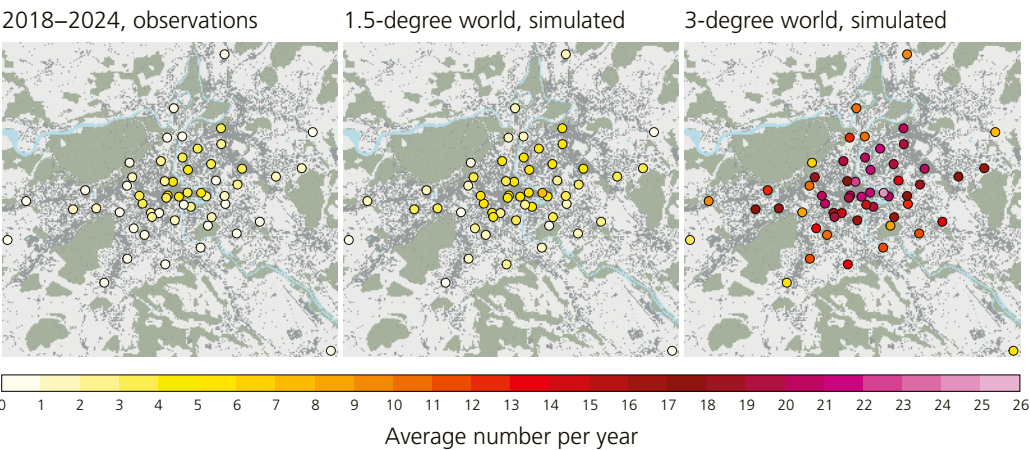 2018–2024, observations
1.5-degree world, simulated
3-degree world, simulated
0 1 2 3 4 5 6 7 8 9 10 11 12 13 14 15 16 17 18 19 20 21 22 23 24 25 26
Average number per year